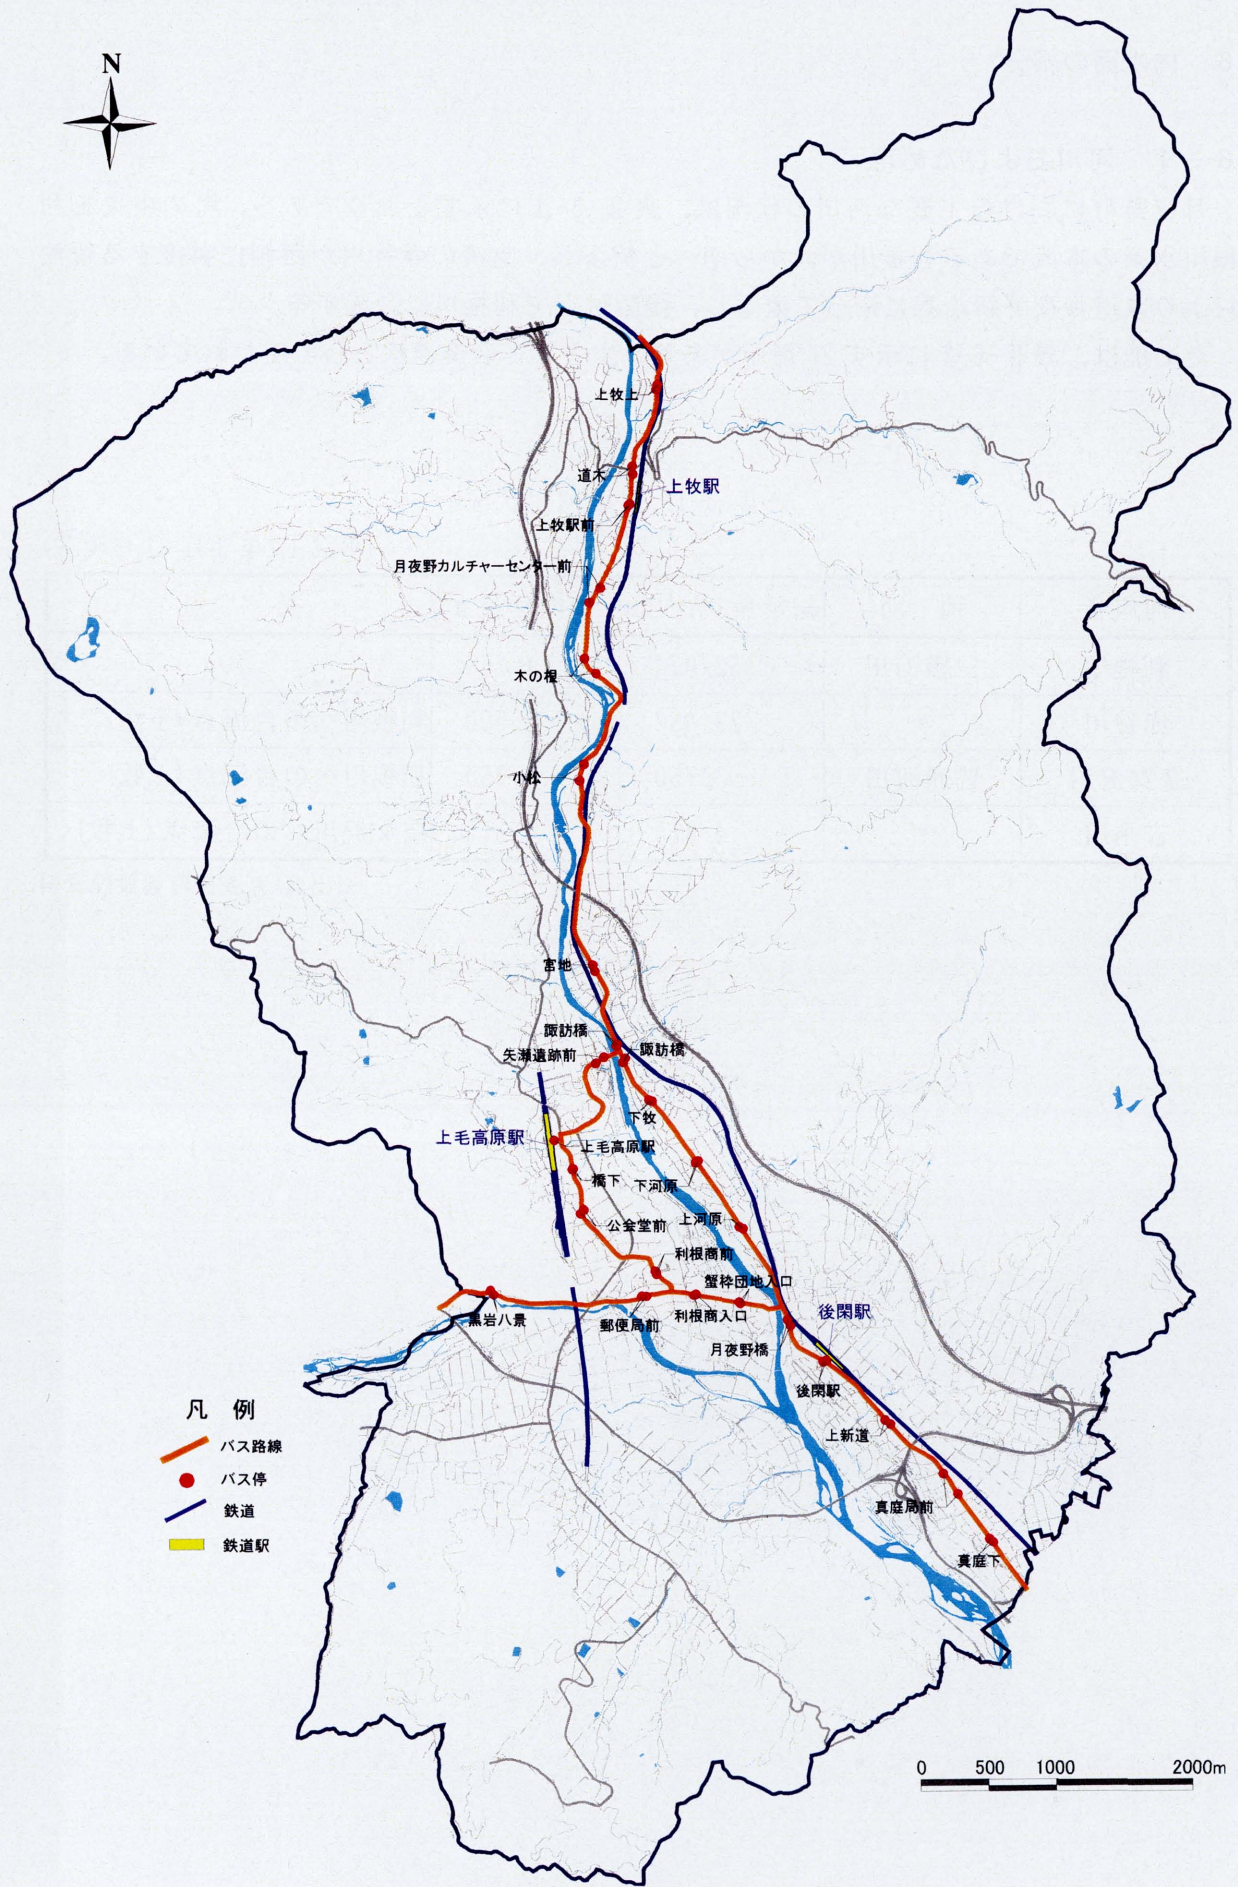 N
上牧上
道木
上牧駅
上牧駅前
月夜野カルチャーセンター前
木の根
小松
宮地
諏訪橋
諏訪橋
矢瀬遺跡前
下牧
上毛高原駅
上毛高原駅
橋下
下河原
公会堂前
上河原
利根商前
蟹枠団地入口
黒岩八景
郵便局前
利根商入口
後閑駅
月夜野橋
後閑駅
上新道
真庭局前
真庭下
凡 例
バス路線
バス停
鉄道
鉄道駅
0 500 1000 2000m